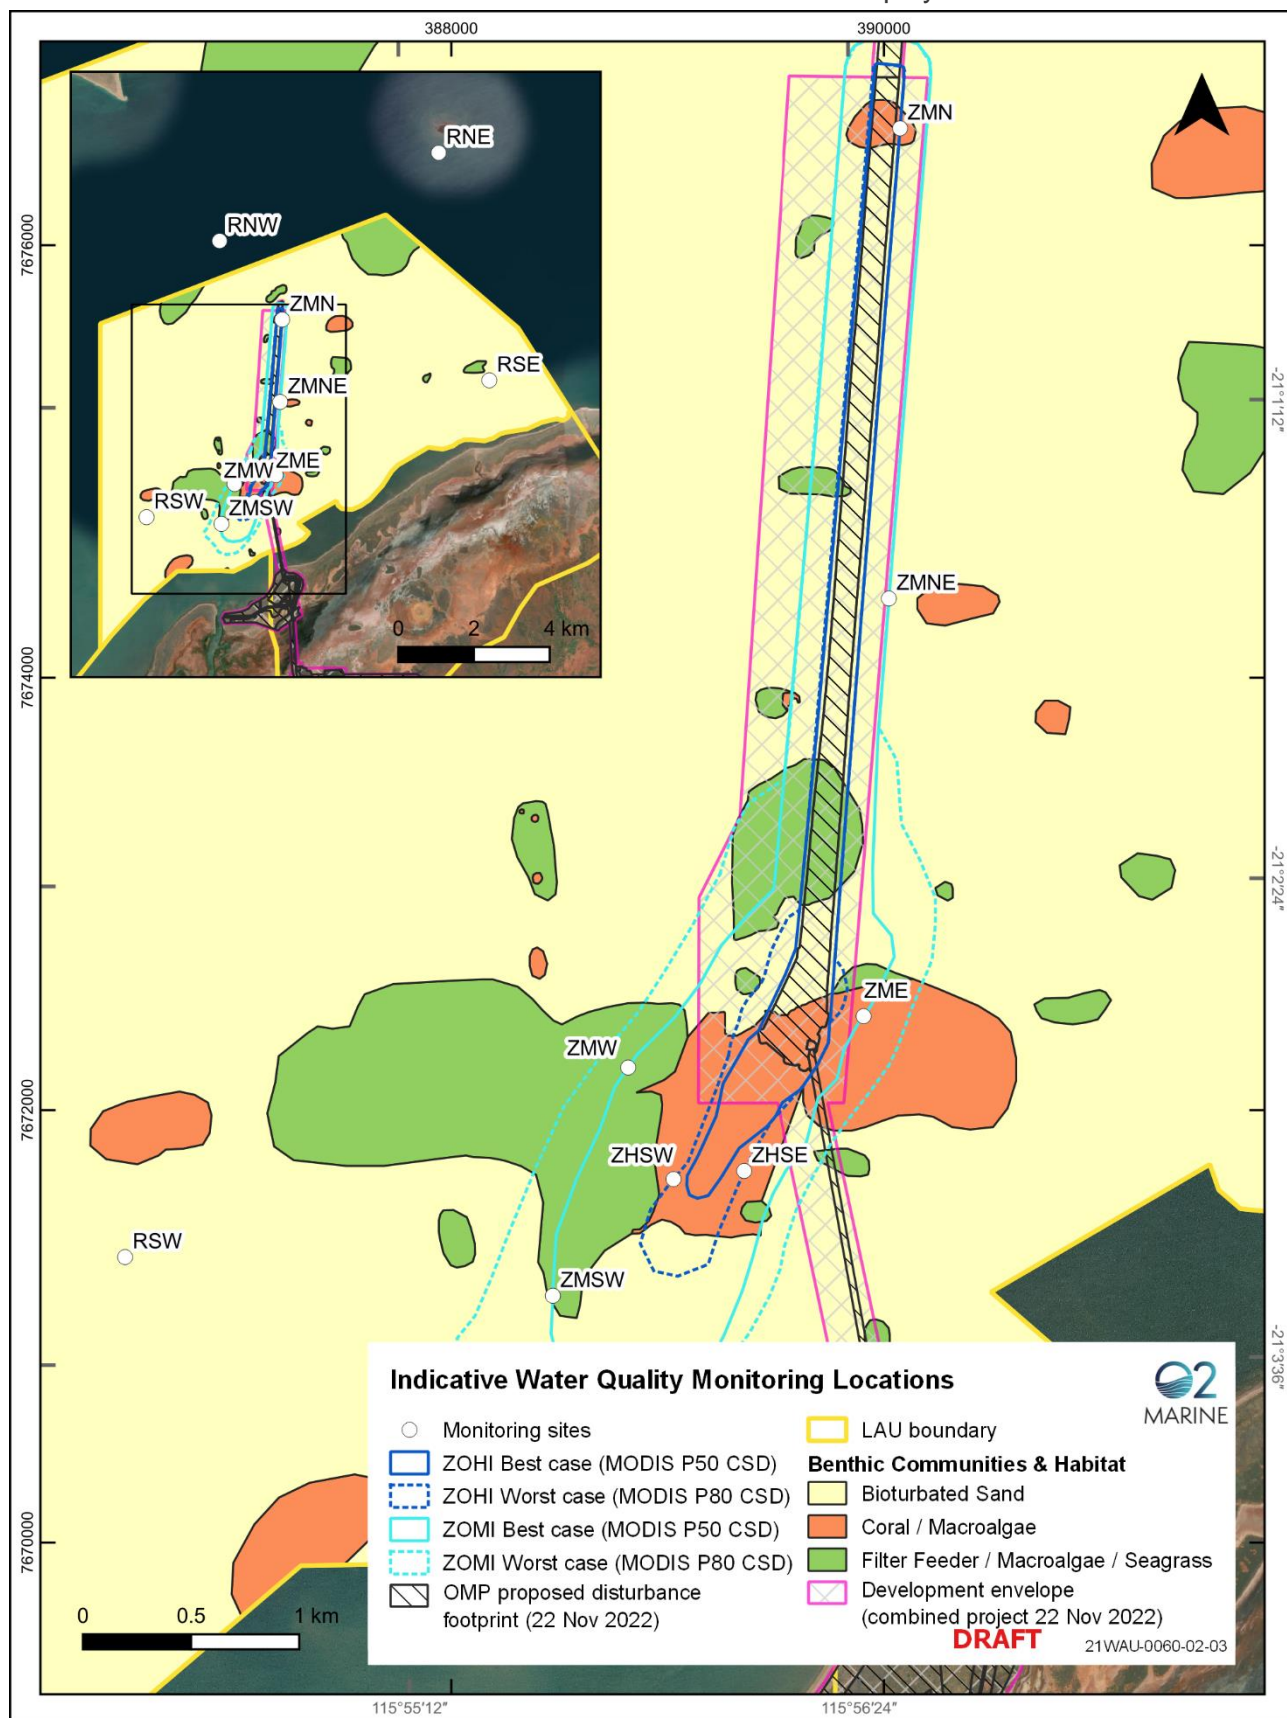 388000
390000
7676000
7674000
7672000
7670000
-21°1'12"
-21°2'24"
-21°3'36"
115°55'12"
115°56'24"
RNE
RNW
ZMN
RSE
ZMNE
ZME
ZMW
RSW
ZMSW
0 2 4 km
ZMN
ZMNE
ZME
ZMW
ZHSW
ZHSE
RSW
ZMSW
0 0.5 1 km
Indicative Water Quality Monitoring Locations
O2
MARINE
Monitoring sites
ZOHI Best case (MODIS P50 CSD)
ZOHI Worst case (MODIS P80 CSD)
ZOMI Best case (MODIS P50 CSD)
ZOMI Worst case (MODIS P80 CSD)
OMP proposed disturbance
footprint (22 Nov 2022)
LAU boundary
Benthic Communities & Habitat
Bioturbated Sand
Coral / Macroalgae
Filter Feeder / Macroalgae / Seagrass
Development envelope
(combined project 22 Nov 2022)
DRAFT
21WAU-0060-02-03